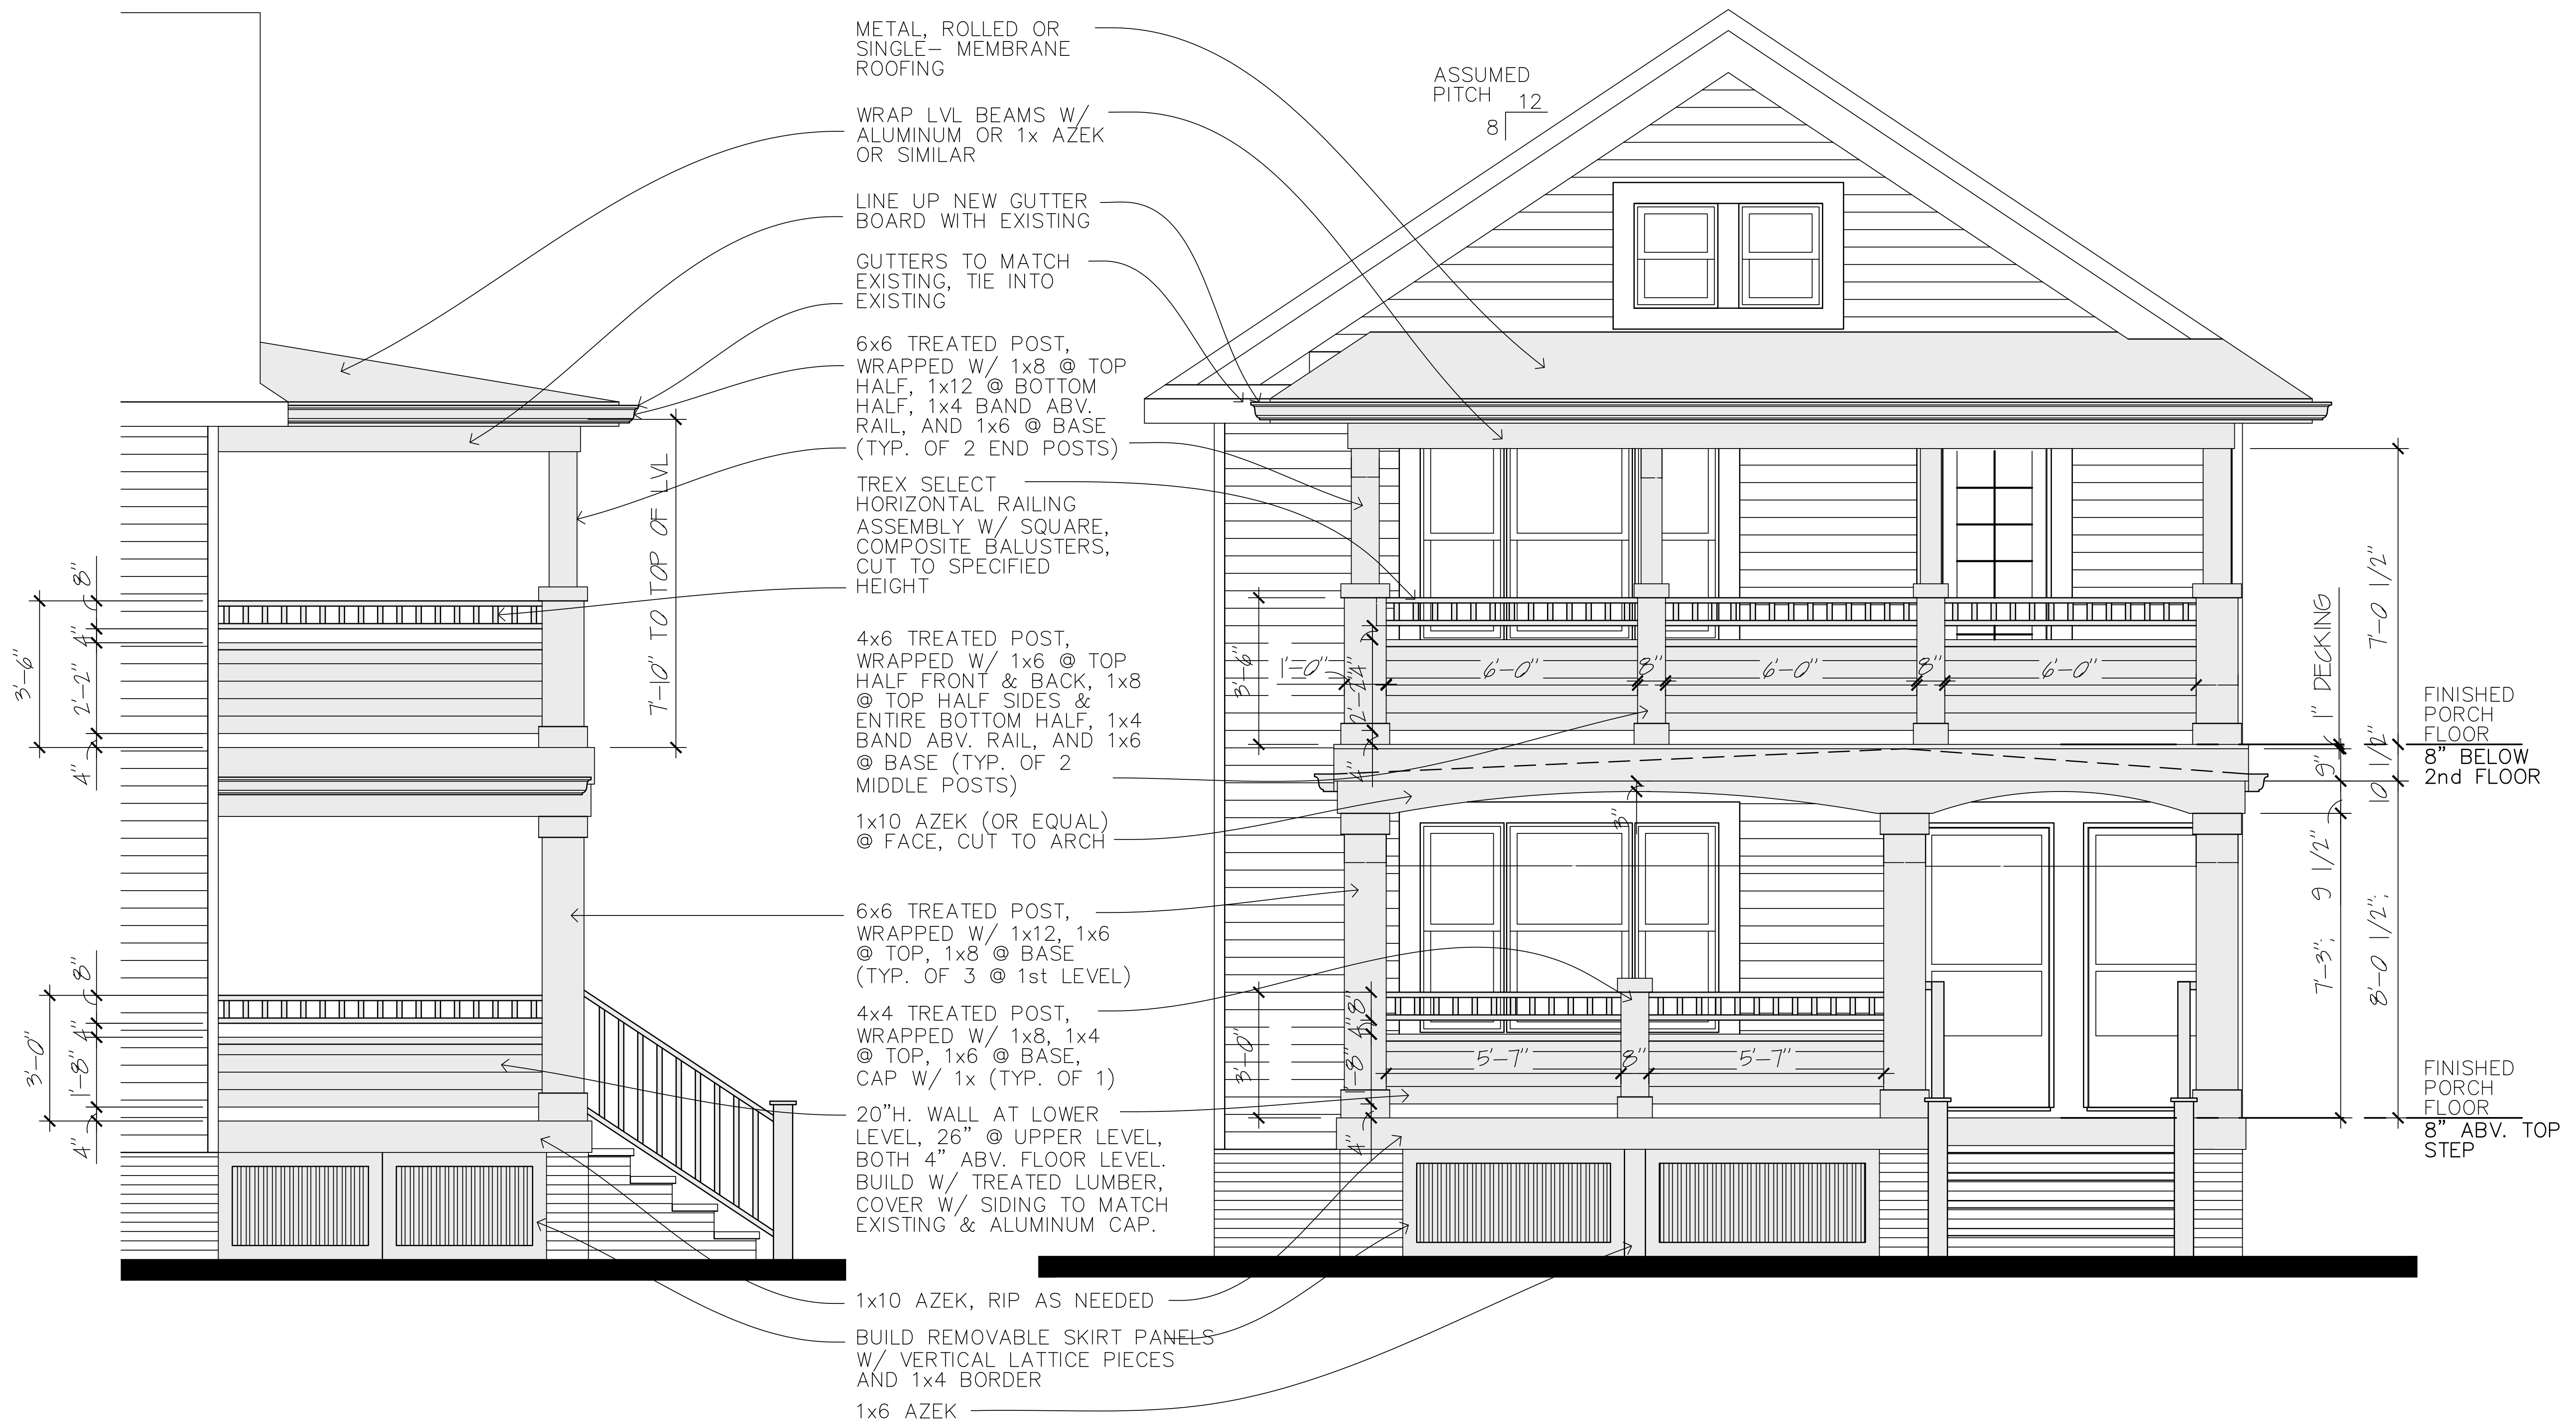 METAL, ROLLED OR
SINGLE– MEMBRANE
ROOFING
WRAP LVL BEAMS W/
ALUMINUM OR 1x AZEK
OR SIMILAR
LINE UP NEW GUTTER
BOARD WITH EXISTING
GUTTERS TO MATCH
EXISTING, TIE INTO
EXISTING
6x6 TREATED POST,
WRAPPED W/ 1x8 @ TOP
HALF, 1x12 @ BOTTOM
HALF, 1x4 BAND ABV.
RAIL, AND 1x6 @ BASE
(TYP. OF 2 END POSTS)
TREX SELECT
HORIZONTAL RAILING
ASSEMBLY W/ SQUARE,
COMPOSITE BALUSTERS,
CUT TO SPECIFIED
HEIGHT
4x6 TREATED POST,
WRAPPED W/ 1x6 @ TOP
HALF FRONT & BACK, 1x8
@ TOP HALF SIDES &
ENTIRE BOTTOM HALF, 1x4
BAND ABV. RAIL, AND 1x6
@ BASE (TYP. OF 2
MIDDLE POSTS)
1x10 AZEK (OR EQUAL)
@ FACE, CUT TO ARCH
6x6 TREATED POST,
WRAPPED W/ 1x12, 1x6
@ TOP, 1x8 @ BASE
(TYP. OF 3 @ 1st LEVEL)
4x4 TREATED POST,
WRAPPED W/ 1x8, 1x4
@ TOP, 1x6 @ BASE,
CAP W/ 1x (TYP. OF 1)
20"H. WALL AT LOWER
LEVEL, 26" @ UPPER LEVEL,
BOTH 4" ABV. FLOOR LEVEL.
BUILD W/ TREATED LUMBER,
COVER W/ SIDING TO MATCH
EXISTING & ALUMINUM CAP.
1x10 AZEK, RIP AS NEEDED
BUILD REMOVABLE SKIRT PANELS
W/ VERTICAL LATTICE PIECES
AND 1x4 BORDER
1x6 AZEK
8"
4"
3'-6"
2'-2"
4"
7'-10" TO TOP OF LVL
8"
4"
3'-0"
1'-8"
4"
ASSUMED
PITCH
12
8
3'-6"
1'-0"
4"
2'-2"
4"
6'-0"
8"
6'-0"
8"
6'-0"
3"
3'-0"
8"
4"
1'-8"
4"
5'-7"
8"
5'-7"
1" DECKING
7'-0 1/2"
9"
10 1/2"
7'-3"; 9 1/2"
8'-0 1/2";
FINISHED
PORCH
FLOOR
8" BELOW
2nd FLOOR
FINISHED
PORCH
FLOOR
8" ABV. TOP
STEP